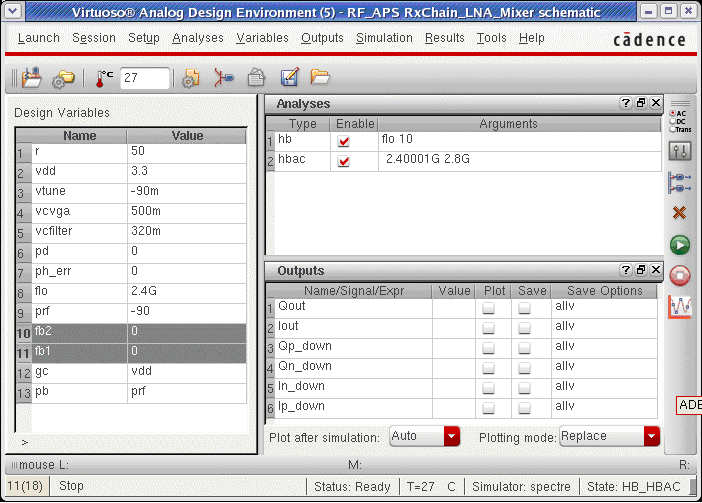 Virtuoso® Analog Design Environment (5) - RF_APS RxChain_LNA_Mixer schematic
Launch Session Setup Analyses Variables Outputs Simulation Results Tools Help cādence
°C 27
Design Variables
Name Value
1 r 50
2 vdd 3.3
3 vtune -90m
4 vcvga 500m
5 vcfilter 320m
6 pd 0
7 ph_err 0
8 flo 2.4G
9 prf -90
10 fb2 0
11 fb1 0
12 gc vdd
13 pb prf
>
Analyses
Type Enable Arguments
1 hb flo 10
2 hbac 2.40001G 2.8G
Outputs
Name/Signal/Expr Value Plot Save Save Options
1 Qout allv
2 Iout allv
3 Qp_down allv
4 Qn_down allv
5 In_down allv
6 Ip_down allv
Plot after simulation: Auto Plotting mode: Replace
AC
DC
Trans
ADE
mouse L: M: R:
11(18) Stop Status: Ready T=27 C Simulator: spectre State: HB_HBAC